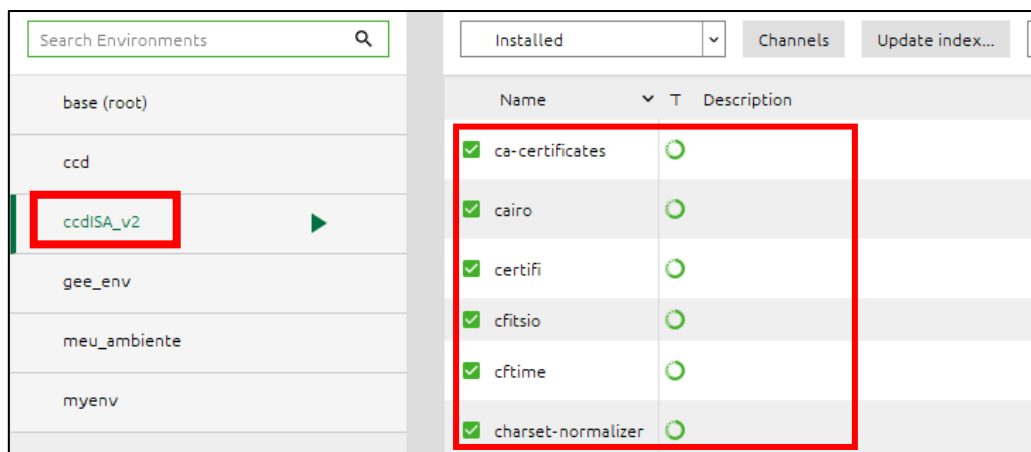 Search Environments
base (root)
ccd
ccdISA_v2
gee_env
meu_ambiente
myenv
Installed Channels Update index...
Name T Description
ca-certificates
cairo
certifi
cfitsio
cftime
charset-normalizer